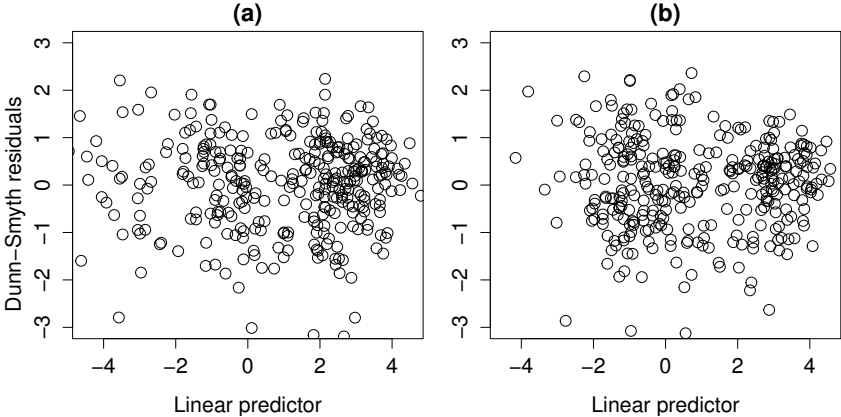 (a) (b)
Dunn−Smyth residuals
3 3
2 2
1 1
0 0
−1 −1
−2 −2
−3 −3
−4 −2 0 2 4 −4 −2 0 2 4
Linear predictor Linear predictor